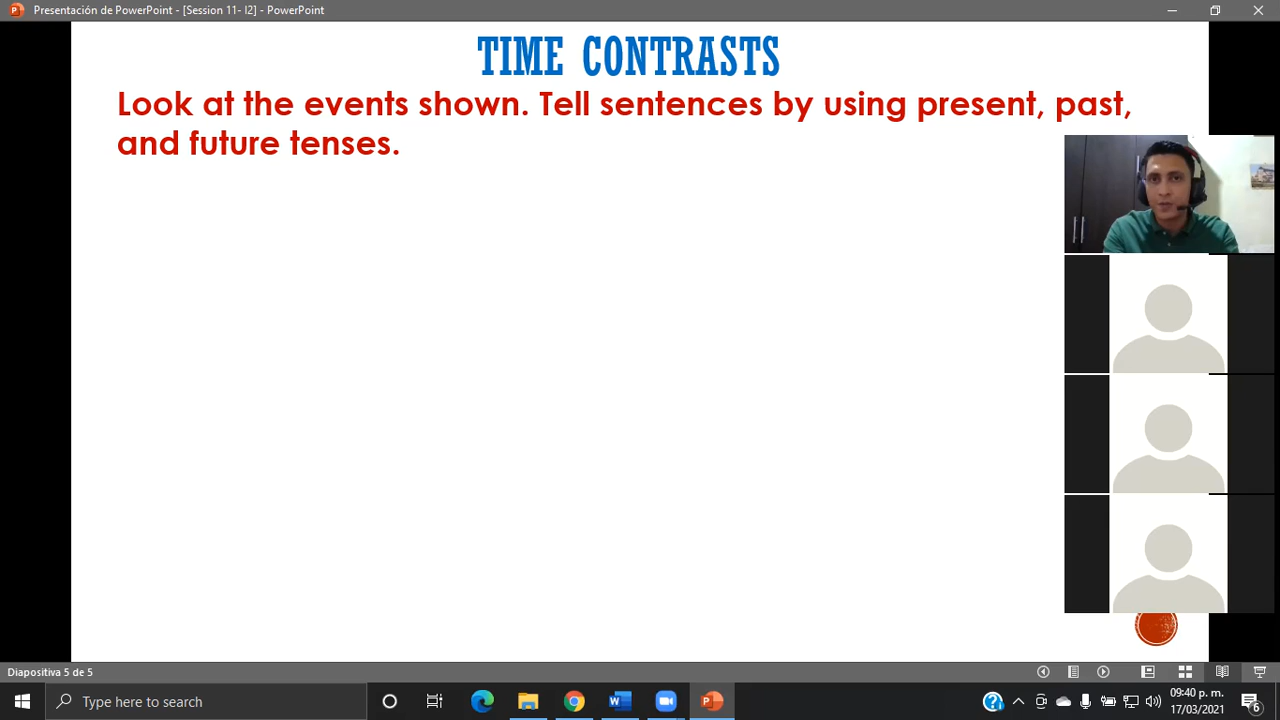 Presentación de PowerPoint - [Session 11- I2] - PowerPoint
TIME CONTRASTS
Look at the events shown. Tell sentences by using present, past,
and future tenses.
Diapositiva 5 de 5
Type here to search
09:40 p. m.
17/03/2021
6